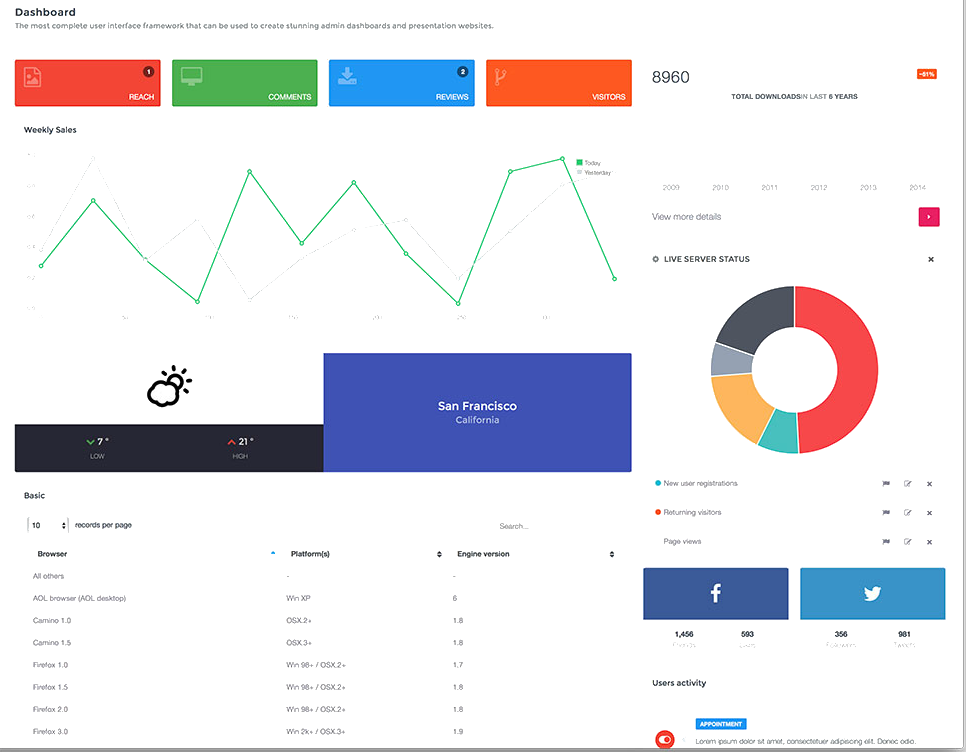 Dashboard
The most complete user interface framework that can be used to create stunning admin dashboards and presentation websites.
1
REACH
COMMENTS
2
REVIEWS
VISITORS
8960
-81%
TOTAL DOWNLOADSIN LAST 6 YEARS
Weekly Sales
Today
Yesterday
2009 2010 2011 2012 2013 2014
View more details
LIVE SERVER STATUS
San Francisco
California
7 °
LOW
21 °
HIGH
New user registrations
Returning visitors
Page views
Basic
10 records per page
Search...
Browser Platform(s) Engine version
All others - -
AOL browser (AOL desktop) Win XP 6
Camino 1.0 OSX.2+ 1.8
Camino 1.5 OSX.3+ 1.8
Firefox 1.0 Win 98+ / OSX.2+ 1.7
Firefox 1.5 Win 98+ / OSX.2+ 1.8
Firefox 2.0 Win 98+ / OSX.2+ 1.8
Firefox 3.0 Win 2k+ / OSX.3+ 1.9
1,456 593
356 981
Users activity
APPOINTMENT
Lorem ipsum dolor sit amet, consectetuer adipiscing elit. Donec odio.